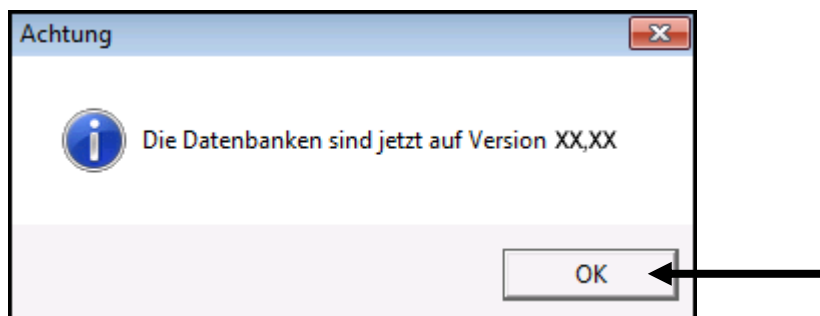 Achtung
Die Datenbanken sind jetzt auf Version XX,XX
OK